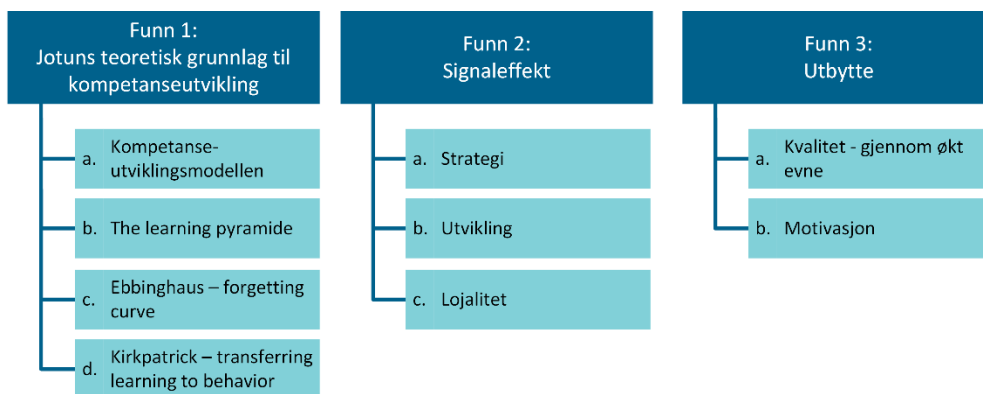 Funn 1:
Jotuns teoretisk grunnlag til
kompetanseutvikling
a. Kompetanse-
utviklingsmodellen
b. The learning pyramide
c. Ebbinghaus – forgetting
curve
d. Kirkpatrick – transferring
learning to behavior
Funn 2:
Signaleffekt
a. Strategi
b. Utvikling
c. Lojalitet
Funn 3:
Utbytte
a. Kvalitet - gjennom økt
evne
b. Motivasjon